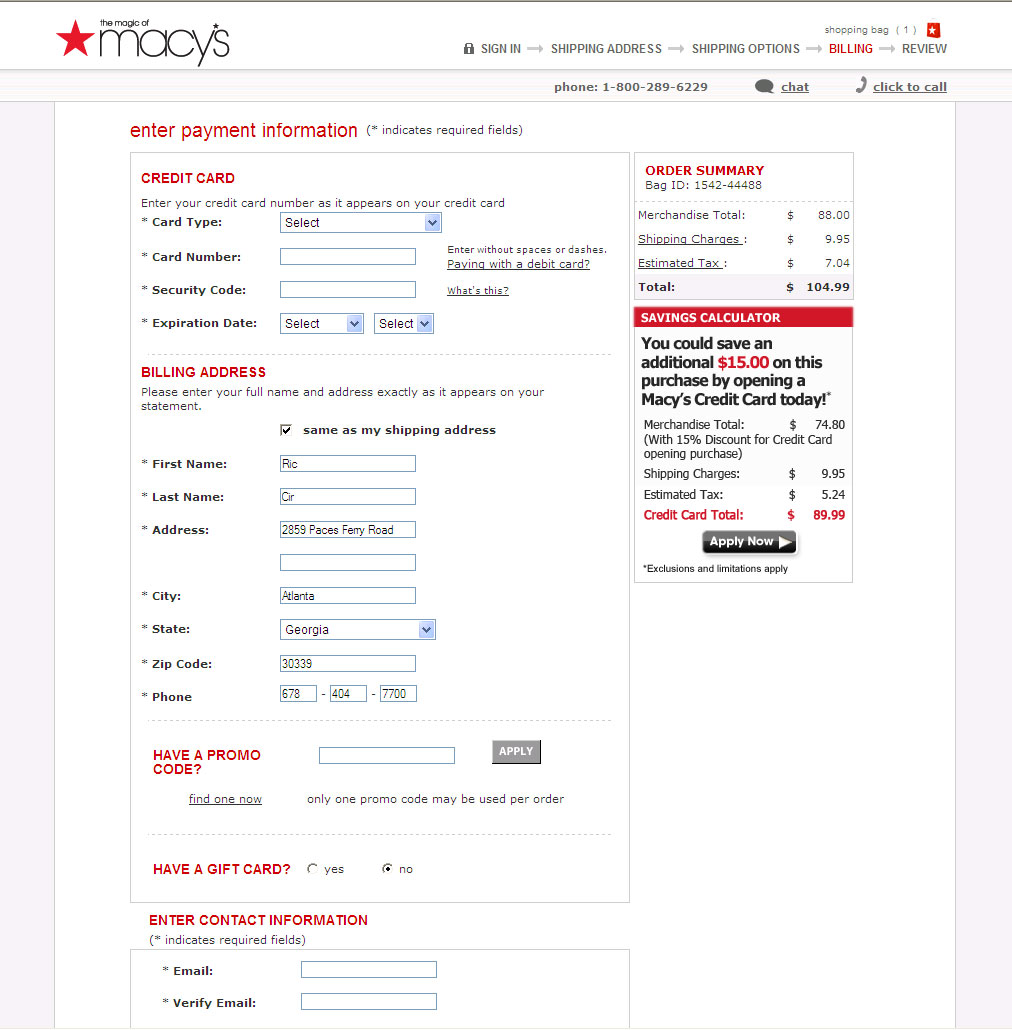 the magic of
macy's
shopping bag ( 1 )
SIGN IN SHIPPING ADDRESS SHIPPING OPTIONS BILLING REVIEW
phone: 1-800-289-6229 chat click to call
enter payment information (* indicates required fields)
CREDIT CARD
Enter your credit card number as it appears on your credit card
* Card Type: Select
* Card Number: Enter without spaces or dashes.
Paying with a debit card?
* Security Code: What's this?
* Expiration Date: Select Select
BILLING ADDRESS
Please enter your full name and address exactly as it appears on your
statement.
same as my shipping address
* First Name: Ric
* Last Name: Cir
* Address: 2859 Paces Ferry Road
* City: Atlanta
* State: Georgia
* Zip Code: 30339
* Phone 678 - 404 - 7700
HAVE A PROMO
CODE?
APPLY
find one now only one promo code may be used per order
HAVE A GIFT CARD? yes no
ENTER CONTACT INFORMATION
(* indicates required fields)
* Email:
* Verify Email:
ORDER SUMMARY
Bag ID: 1542-44488
Merchandise Total: $ 88.00
Shipping Charges : $ 9.95
Estimated Tax : $ 7.04
Total: $ 104.99
SAVINGS CALCULATOR
You could save an
additional $15.00 on this
purchase by opening a
Macy's Credit Card today!*
Merchandise Total: $ 74.80
(With 15% Discount for Credit Card
opening purchase)
Shipping Charges: $ 9.95
Estimated Tax: $ 5.24
Credit Card Total: $ 89.99
Apply Now
*Exclusions and limitations apply